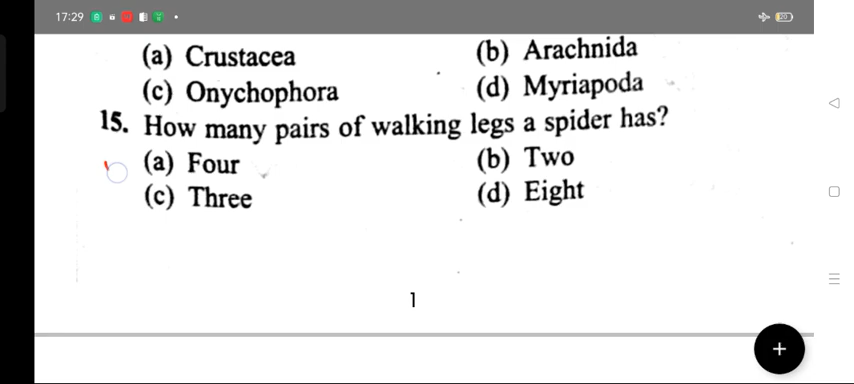 17:29
(a) Crustacea (b) Arachnida
(c) Onychophora (d) Myriapoda
15. How many pairs of walking legs a spider has?
(a) Four (b) Two
(c) Three (d) Eight
1
+